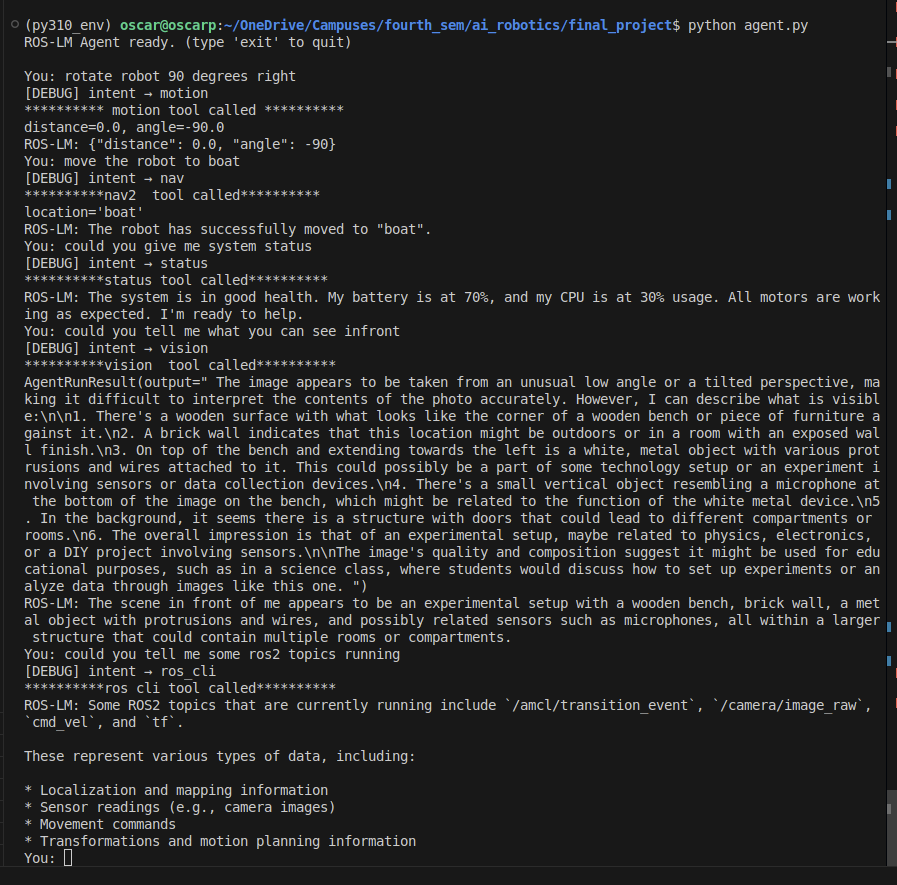 (py310_env) oscar@oscarp:~/OneDrive/Campuses/fourth_sem/ai_robotics/final_project$ python agent.py
ROS-LM Agent ready. (type 'exit' to quit)
You: rotate robot 90 degrees right
[DEBUG] intent → motion
********** motion tool called **********
distance=0.0, angle=-90.0
ROS-LM: {"distance": 0.0, "angle": -90}
You: move the robot to boat
[DEBUG] intent → nav
**********nav2  tool called**********
location='boat'
ROS-LM: The robot has successfully moved to "boat".
You: could you give me system status
[DEBUG] intent → status
**********status tool called**********
ROS-LM: The system is in good health. My battery is at 70%, and my CPU is at 30% usage. All motors are work
ing as expected. I'm ready to help.
You: could you tell me what you can see infront
[DEBUG] intent → vision
**********vision  tool called**********
AgentRunResult(output=" The image appears to be taken from an unusual low angle or a tilted perspective, ma
king it difficult to interpret the contents of the photo accurately. However, I can describe what is visibl
e:\n\n1. There's a wooden surface with what looks like the corner of a wooden bench or piece of furniture a
gainst it.\n2. A brick wall indicates that this location might be outdoors or in a room with an exposed wal
l finish.\n3. On top of the bench and extending towards the left is a white, metal object with various prot
rusions and wires attached to it. This could possibly be a part of some technology setup or an experiment i
nvolving sensors or data collection devices.\n4. There's a small vertical object resembling a microphone at
 the bottom of the image on the bench, which might be related to the function of the white metal device.\n5
. In the background, it seems there is a structure with doors that could lead to different compartments or
rooms.\n6. The overall impression is that of an experimental setup, maybe related to physics, electronics,
or a DIY project involving sensors.\n\nThe image's quality and composition suggest it might be used for edu
cational purposes, such as in a science class, where students would discuss how to set up experiments or an
alyze data through images like this one. ")
ROS-LM: The scene in front of me appears to be an experimental setup with a wooden bench, brick wall, a met
al object with protrusions and wires, and possibly related sensors such as microphones, all within a larger
 structure that could contain multiple rooms or compartments.
You: could you tell me some ros2 topics running
[DEBUG] intent → ros_cli
**********ros cli tool called**********
ROS-LM: Some ROS2 topics that are currently running include `/amcl/transition_event`, `/camera/image_raw`,
`cmd_vel`, and `tf`.
These represent various types of data, including:
* Localization and mapping information
* Sensor readings (e.g., camera images)
* Movement commands
* Transformations and motion planning information
You: